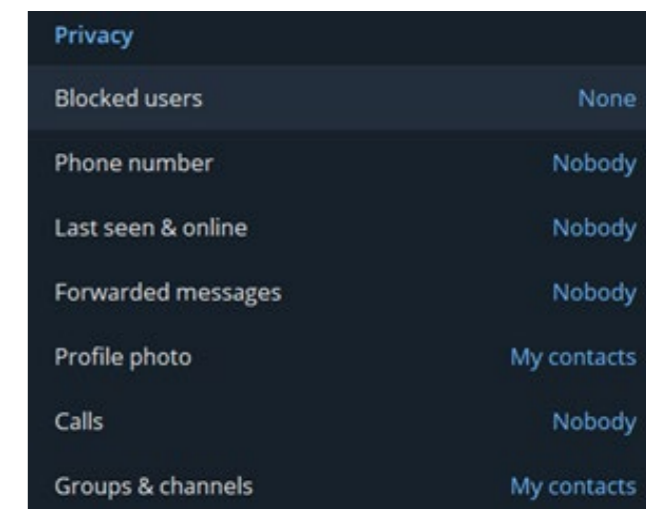 Privacy
Blocked users None
Phone number Nobody
Last seen & online Nobody
Forwarded messages Nobody
Profile photo My contacts
Calls Nobody
Groups & channels My contacts